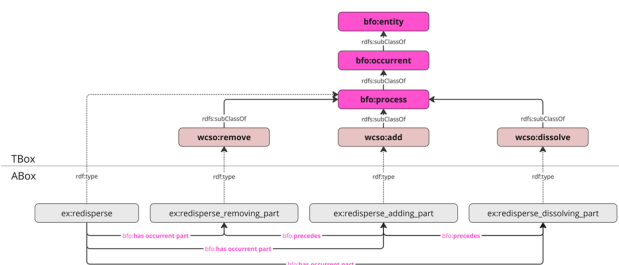 bfo:entity
rdfs:subClassOf
bfo:occurrent
rdfs:subClassOf
bfo:process
rdfs:subClassOf rdfs:subClassOf rdfs:subClassOf
wcso:remove wcso:add wcso:dissolve
TBox
ABox
rdf:type rdf:type rdf:type rdf:type
ex:redisperse ex:redisperse_removing_part ex:redisperse_adding_part ex:redisperse_dissolving_part
bfo:has occurrent part bfo:precedes bfo:precedes
bfo:has occurrent part
bfo:has occurrent part